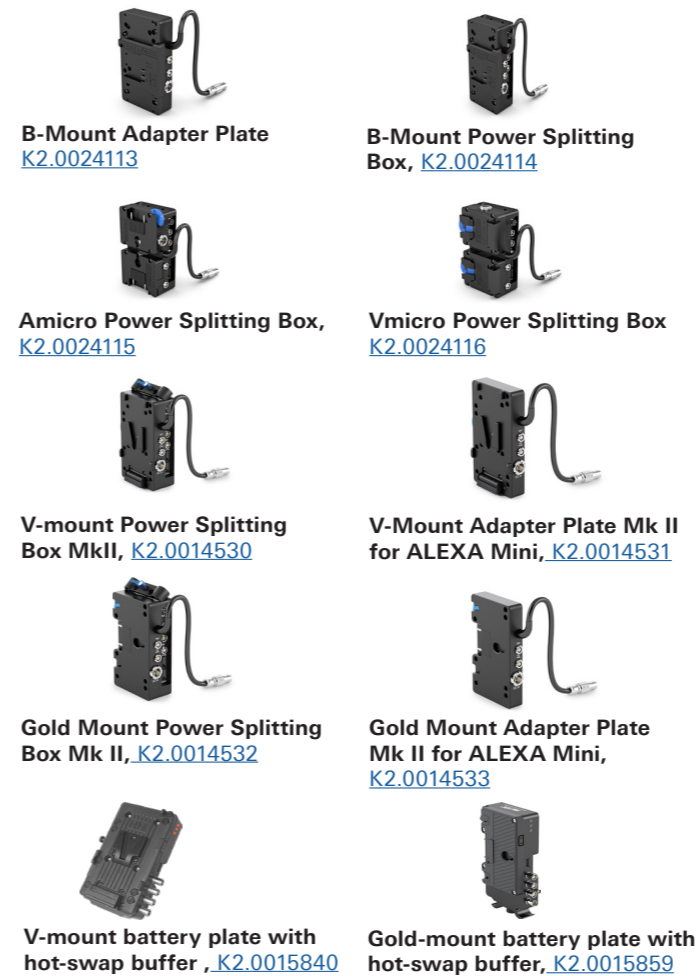 B-Mount Adapter Plate
K2.0024113
B-Mount Power Splitting
Box, K2.0024114
Amicro Power Splitting Box,
K2.0024115
Vmicro Power Splitting Box
K2.0024116
V-mount Power Splitting
Box MkII, K2.0014530
V-Mount Adapter Plate Mk II
for ALEXA Mini, K2.0014531
Gold Mount Power Splitting
Box Mk II, K2.0014532
Gold Mount Adapter Plate
Mk II for ALEXA Mini,
K2.0014533
V-mount battery plate with
hot-swap buffer , K2.0015840
Gold-mount battery plate with
hot-swap buffer, K2.0015859